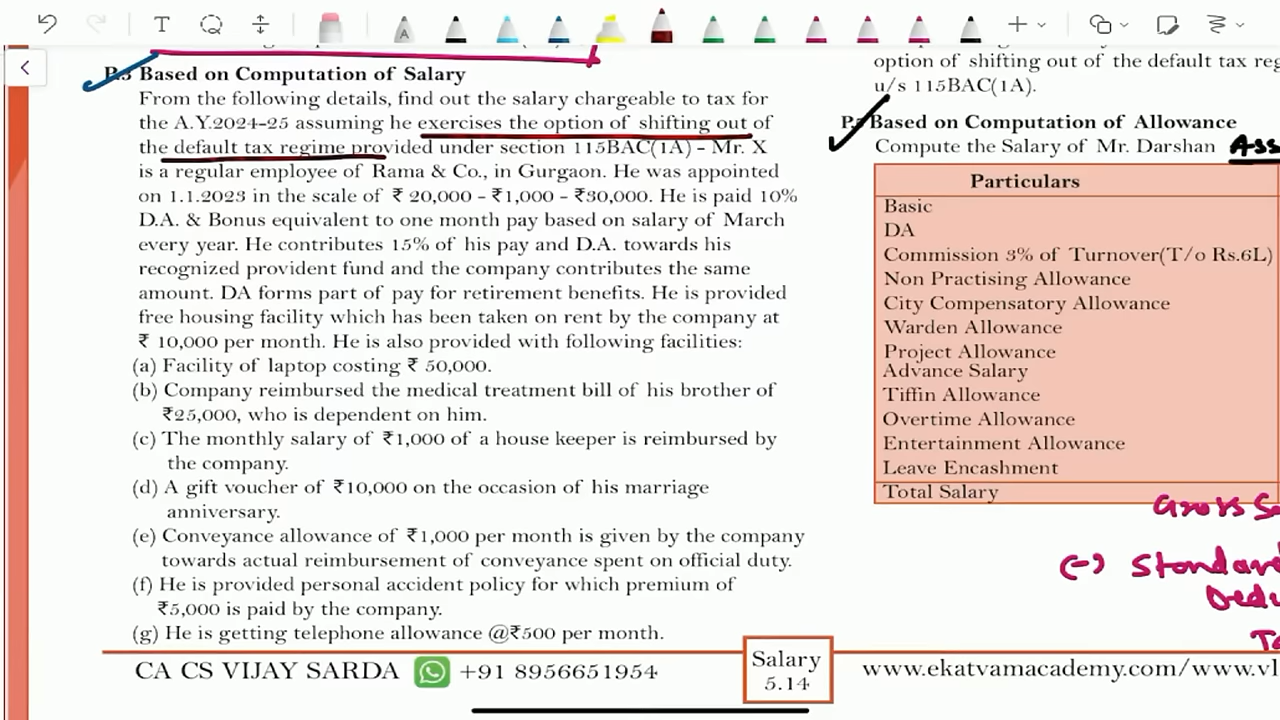 T
A
option of shifting out of the default tax reg
u/s 115BAC(1A).
P.3 Based on Computation of Salary
From the following details, find out the salary chargeable to tax for
the A.Y.2024-25 assuming he exercises the option of shifting out of
the default tax regime provided under section 115BAC(1A) - Mr. X
is a regular employee of Rama & Co., in Gurgaon. He was appointed
on 1.1.2023 in the scale of ₹ 20,000 - ₹1,000 - ₹30,000. He is paid 10%
D.A. & Bonus equivalent to one month pay based on salary of March
every year. He contributes 15% of his pay and D.A. towards his
recognized provident fund and the company contributes the same
amount. DA forms part of pay for retirement benefits. He is provided
free housing facility which has been taken on rent by the company at
₹ 10,000 per month. He is also provided with following facilities:
(a) Facility of laptop costing ₹ 50,000.
(b) Company reimbursed the medical treatment bill of his brother of
₹25,000, who is dependent on him.
(c) The monthly salary of ₹1,000 of a house keeper is reimbursed by
the company.
(d) A gift voucher of ₹10,000 on the occasion of his marriage
anniversary.
(e) Conveyance allowance of ₹1,000 per month is given by the company
towards actual reimbursement of conveyance spent on official duty.
(f) He is provided personal accident policy for which premium of
₹5,000 is paid by the company.
(g) He is getting telephone allowance @₹500 per month.
Based on Computation of Allowance
Compute the Salary of Mr. Darshan Ass
Particulars
Basic
DA
Commission 3% of Turnover(T/o Rs.6L)
Non Practising Allowance
City Compensatory Allowance
Warden Allowance
Project Allowance
Advance Salary
Tiffin Allowance
Overtime Allowance
Entertainment Allowance
Leave Encashment
Total Salary
Gross S
(-) Standar
Dedu
Ta
CA CS VIJAY SARDA +91 8956651954
Salary
5.14
www.ekatvamacademy.com/www.vl